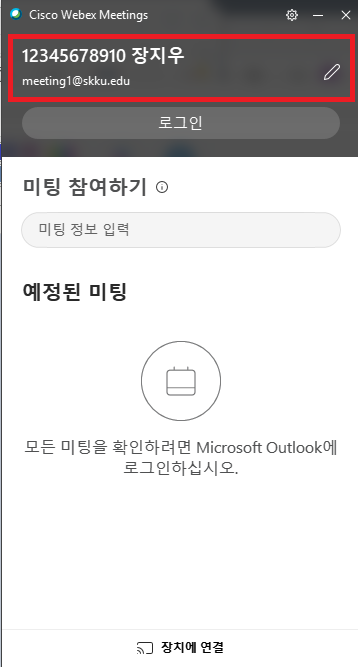 Cisco Webex Meetings
12345678910 장지우
meeting1@skku.edu
로그인
미팅 참여하기
미팅 정보 입력
예정된 미팅
모든 미팅을 확인하려면 Microsoft Outlook에
로그인하십시오.
장치에 연결